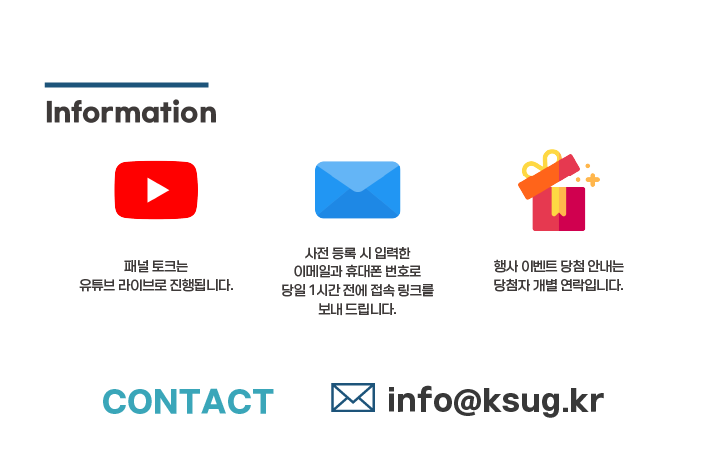 Information
패널 토크는
유튜브 라이브로 진행됩니다.
사전 등록 시 입력한
이메일과 휴대폰 번호로
당일 1시간 전에 접속 링크를
보내 드립니다.
행사 이벤트 당첨 안내는
당첨자 개별 연락입니다.
CONTACT
info@ksug.kr